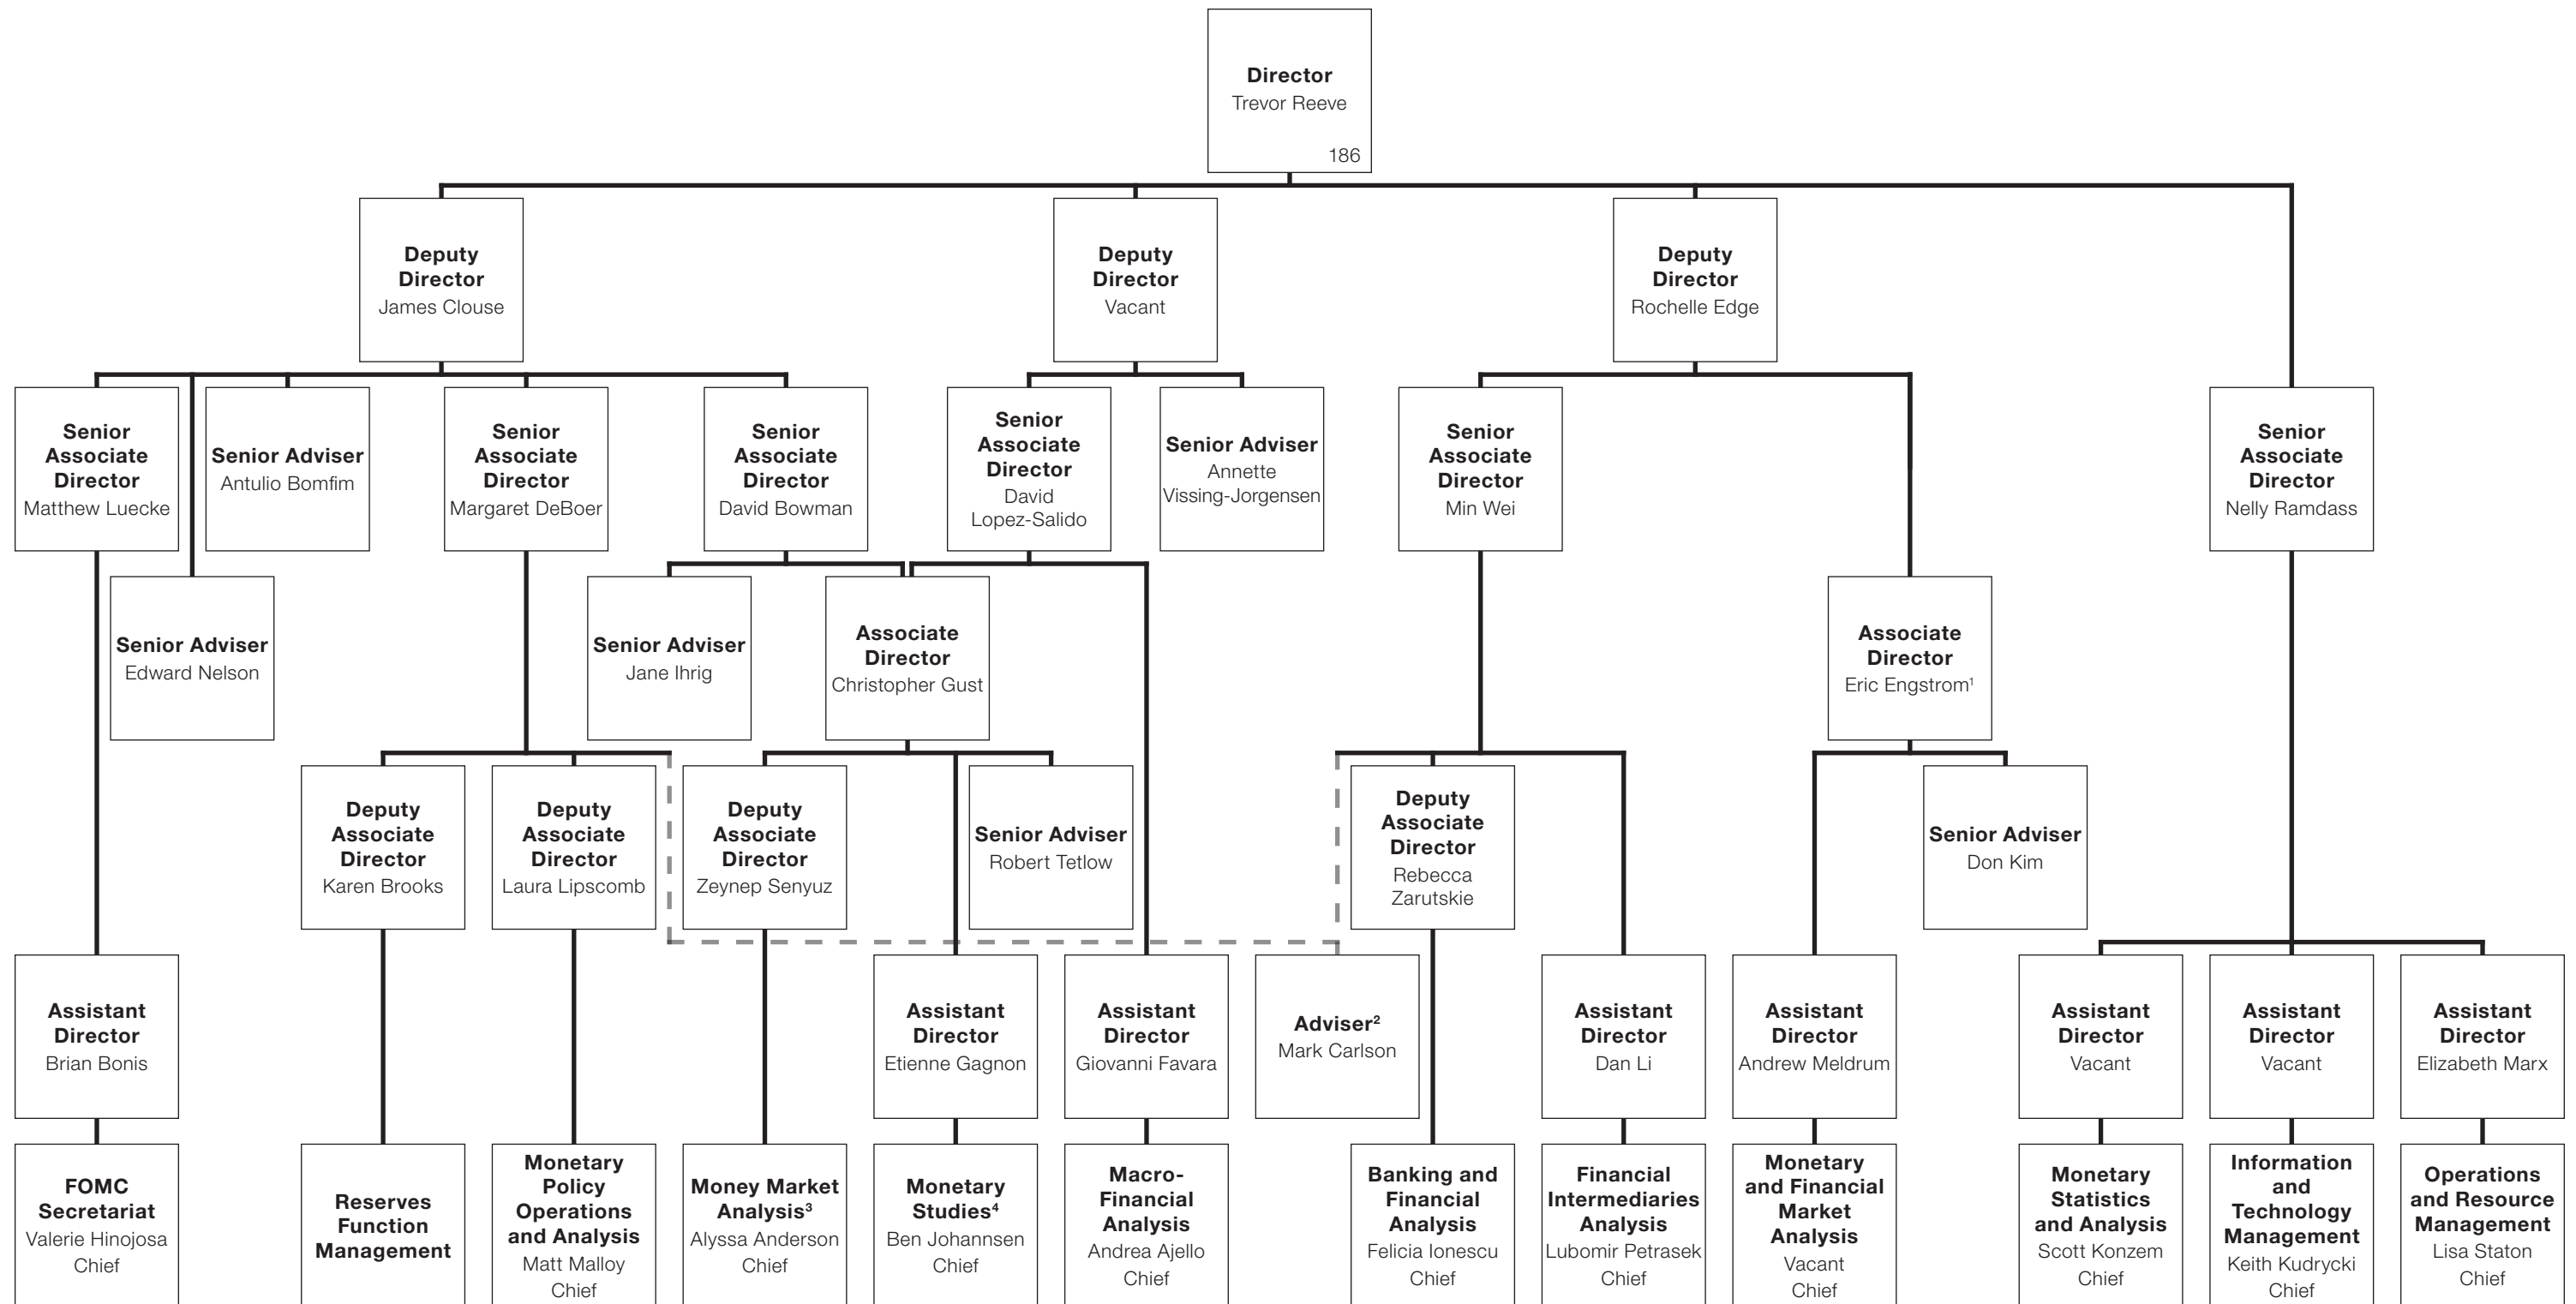 Director
Trevor Reeve
186
Deputy
Director
James Clouse
Deputy
Director
Vacant
Deputy
Director
Rochelle Edge
Senior
Associate
Director
Matthew Luecke
Senior Adviser
Antulio Bomfim
Senior
Associate
Director
Margaret DeBoer
Senior
Associate
Director
David Bowman
Senior
Associate
Director
David
Lopez-Salido
Senior Adviser
Annette
Vissing-Jorgensen
Senior
Associate
Director
Min Wei
Senior
Associate
Director
Nelly Ramdass
Senior Adviser
Edward Nelson
Senior Adviser
Jane Ihrig
Associate
Director
Christopher Gust
Associate
Director
Eric Engstrom¹
Deputy
Associate
Director
Karen Brooks
Deputy
Associate
Director
Laura Lipscomb
Deputy
Associate
Director
Zeynep Senyuz
Senior Adviser
Robert Tetlow
Deputy
Associate
Director
Rebecca
Zarutskie
Senior Adviser
Don Kim
Assistant
Director
Brian Bonis
Assistant
Director
Etienne Gagnon
Assistant
Director
Giovanni Favara
Adviser²
Mark Carlson
Assistant
Director
Dan Li
Assistant
Director
Andrew Meldrum
Assistant
Director
Vacant
Assistant
Director
Vacant
Assistant
Director
Elizabeth Marx
FOMC
Secretariat
Valerie Hinojosa
Chief
Reserves
Function
Management
Monetary
Policy
Operations
and Analysis
Matt Malloy
Chief
Money Market
Analysis³
Alyssa Anderson
Chief
Monetary
Studies⁴
Ben Johannsen
Chief
Macro-
Financial
Analysis
Andrea Ajello
Chief
Banking and
Financial
Analysis
Felicia Ionescu
Chief
Financial
Intermediaries
Analysis
Lubomir Petrasek
Chief
Monetary
and Financial
Market
Analysis
Vacant
Chief
Monetary
Statistics
and Analysis
Scott Konzem
Chief
Information
and
Technology
Management
Keith Kudrycki
Chief
Operations
and Resource
Management
Lisa Staton
Chief